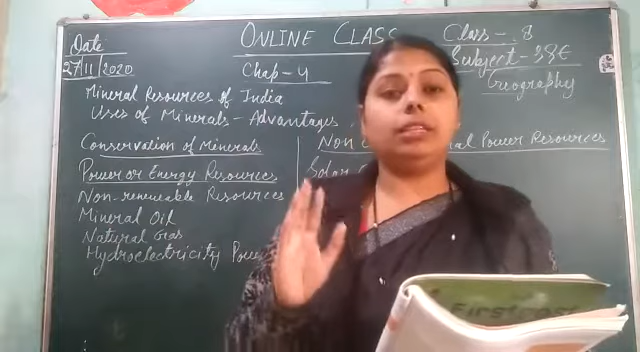 Date
27/11/2020
ONLINE CLASS
Class - 8
Subject - S&E
Geography
Chap - 4
Mineral Resources of India
Uses of Minerals - Advantages.
Conservation of Minerals
Power or Energy Resources
Non-renewable Resources
Mineral Oil
Natural Gas
Hydroelectricity Power
Non
Power Resources
Solar
First